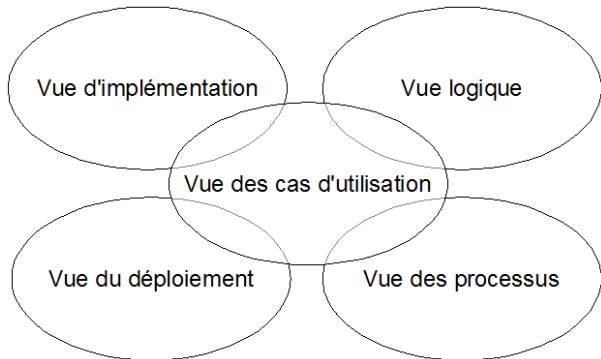 Vue d'implémentation
Vue logique
Vue des cas d'utilisation
Vue du déploiement
Vue des processus